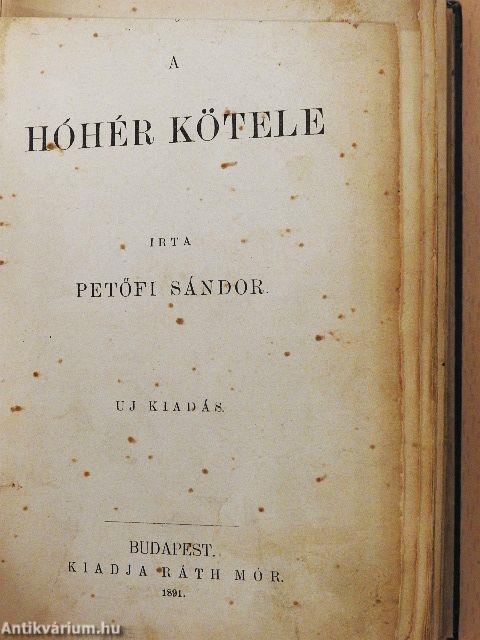 A
HÓHÉR KÖTELE
IRTA
PETŐFI SÁNDOR.
UJ KIADÁS.
BUDAPEST.
KIADJA RÁTH MÓR.
1891.
Antikvárium.hu